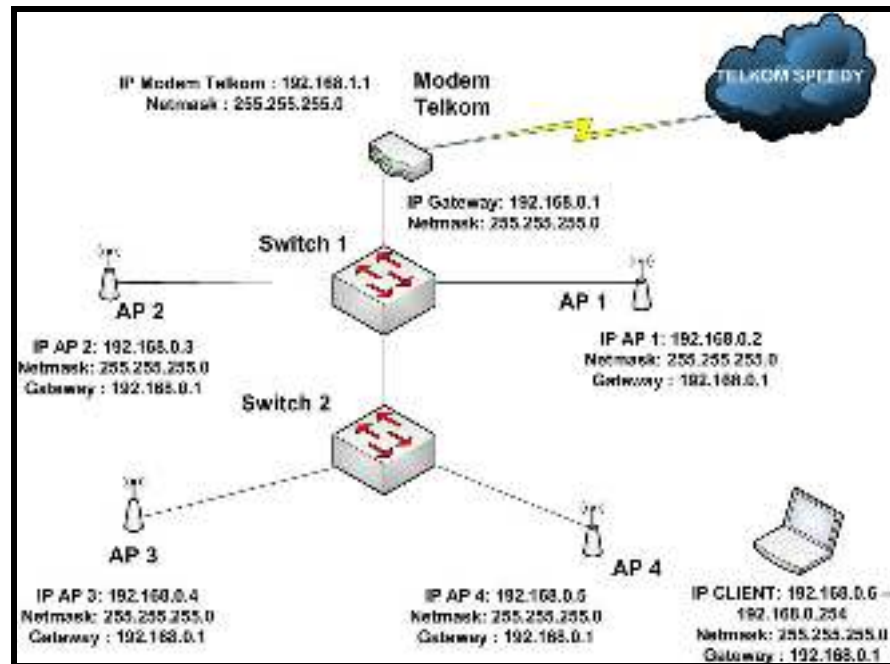 IP Modem Telkom : 192.168.1.1
Netmask : 255.255.255.0
Modem
Telkom
TELKOM SPEEDY
IP Gateway: 192.168.0.1
Netmask: 255.255.255.0
Switch 1
AP 2
AP 1
IP AP 2: 192.168.0.3
Netmask: 255.255.255.0
Gateway : 192.168.0.1
IP AP 1: 192.168.0.2
Netmask: 255.255.255.0
Gateway : 192.168.0.1
Switch 2
AP 3
AP 4
IP AP 3: 192.168.0.4
Netmask: 255.255.255.0
Gateway : 192.168.0.1
IP AP 4: 192.168.0.5
Netmask: 255.255.255.0
Gateway : 192.168.0.1
IP CLIENT: 192.168.0.6 –
192.168.0.254
Netmask: 255.255.255.0
Gateway : 192.168.0.1